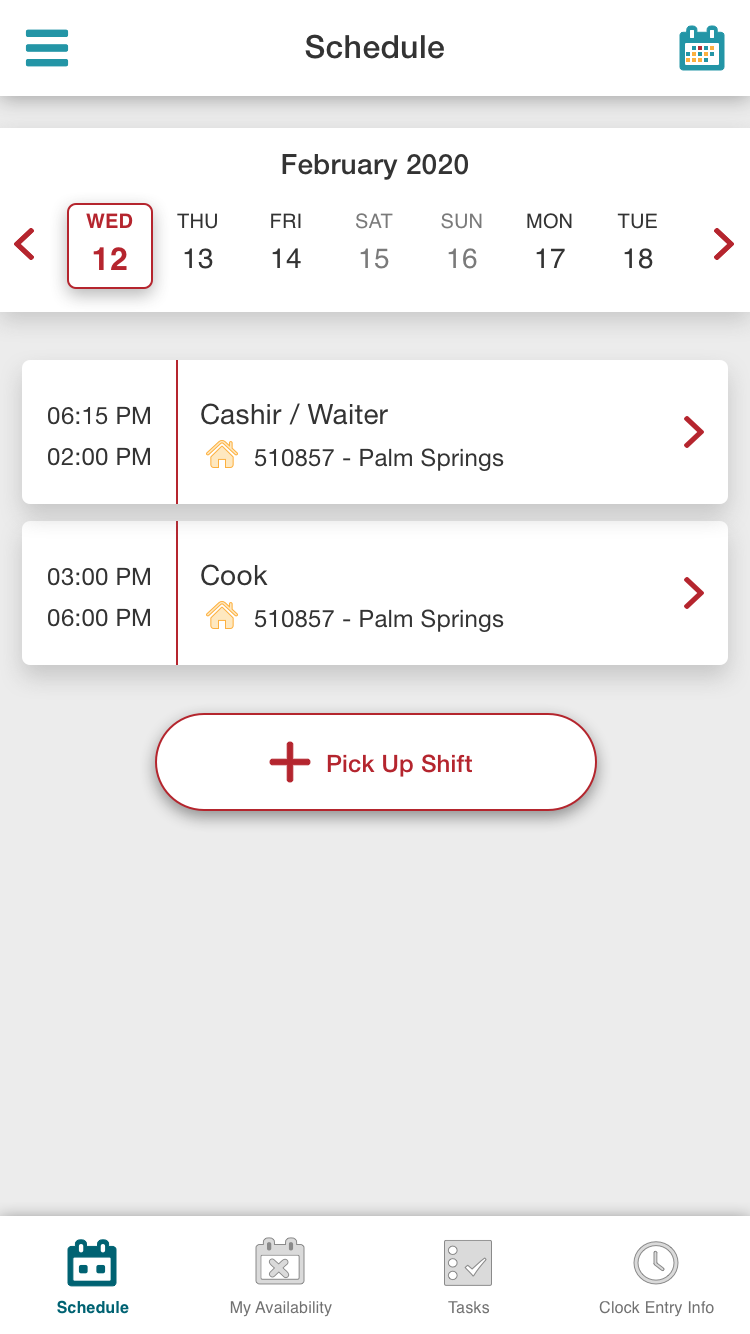 Schedule
February 2020
WED THU FRI SAT SUN MON TUE
12 13 14 15 16 17 18
06:15 PM Cashir / Waiter
02:00 PM 510857 - Palm Springs
03:00 PM Cook
06:00 PM 510857 - Palm Springs
Pick Up Shift
Schedule My Availability Tasks Clock Entry Info